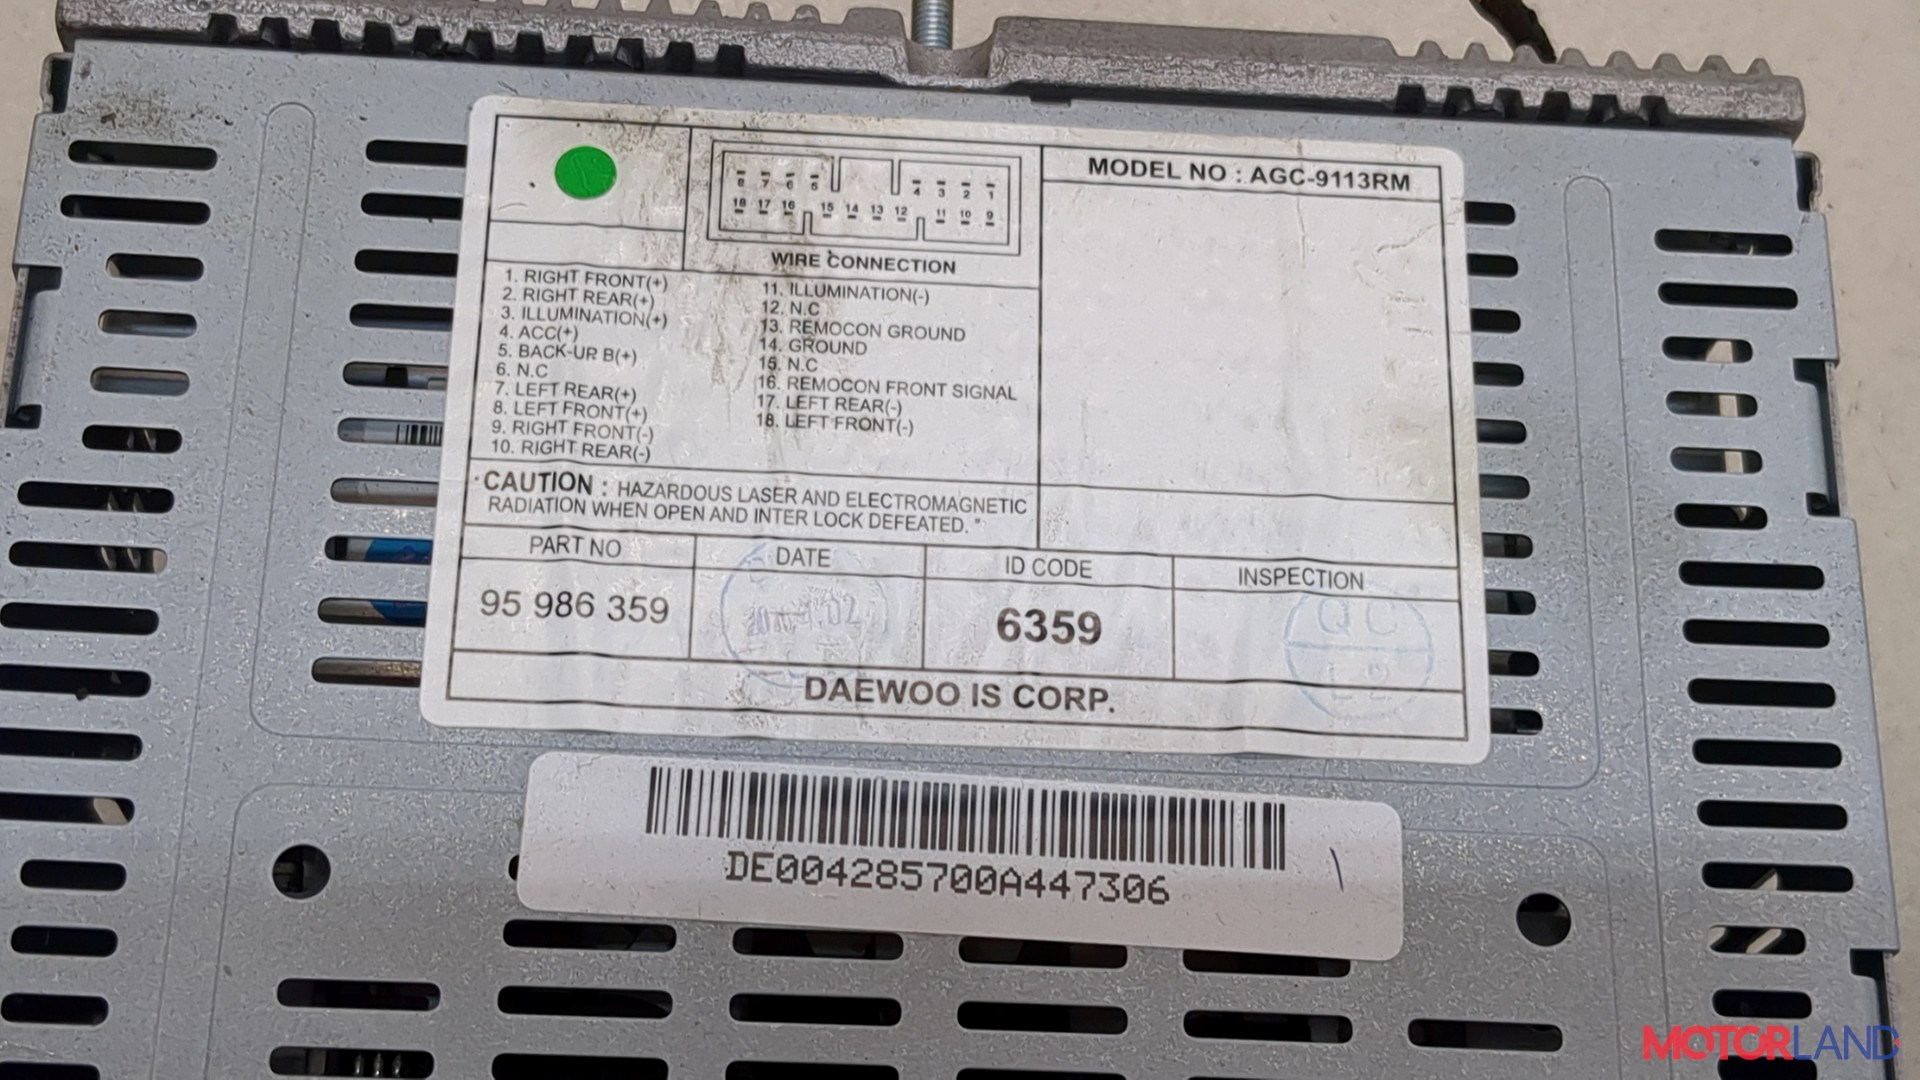 8 7 6 5 4 3 2 1
18 17 16 15 14 13 12 11 10 9
WIRE CONNECTION
MODEL NO : AGC-9113RM
1. RIGHT FRONT(+)
2. RIGHT REAR(+)
3. ILLUMINATION(+)
4. ACC(+)
5. BACK-UR B(+)
6. N.C
7. LEFT REAR(+)
8. LEFT FRONT(+)
9. RIGHT FRONT(-)
10. RIGHT REAR(-)
11. ILLUMINATION(-)
12. N.C
13. REMOCON GROUND
14. GROUND
15. N.C
16. REMOCON FRONT SIGNAL
17. LEFT REAR(-)
18. LEFT FRONT(-)
CAUTION : HAZARDOUS LASER AND ELECTROMAGNETIC
RADIATION WHEN OPEN AND INTER LOCK DEFEATED."
PART NO DATE ID CODE INSPECTION
95 986 359 6359 QC
DAEWOO IS CORP.
DE004285700A447306
MOTORLAND